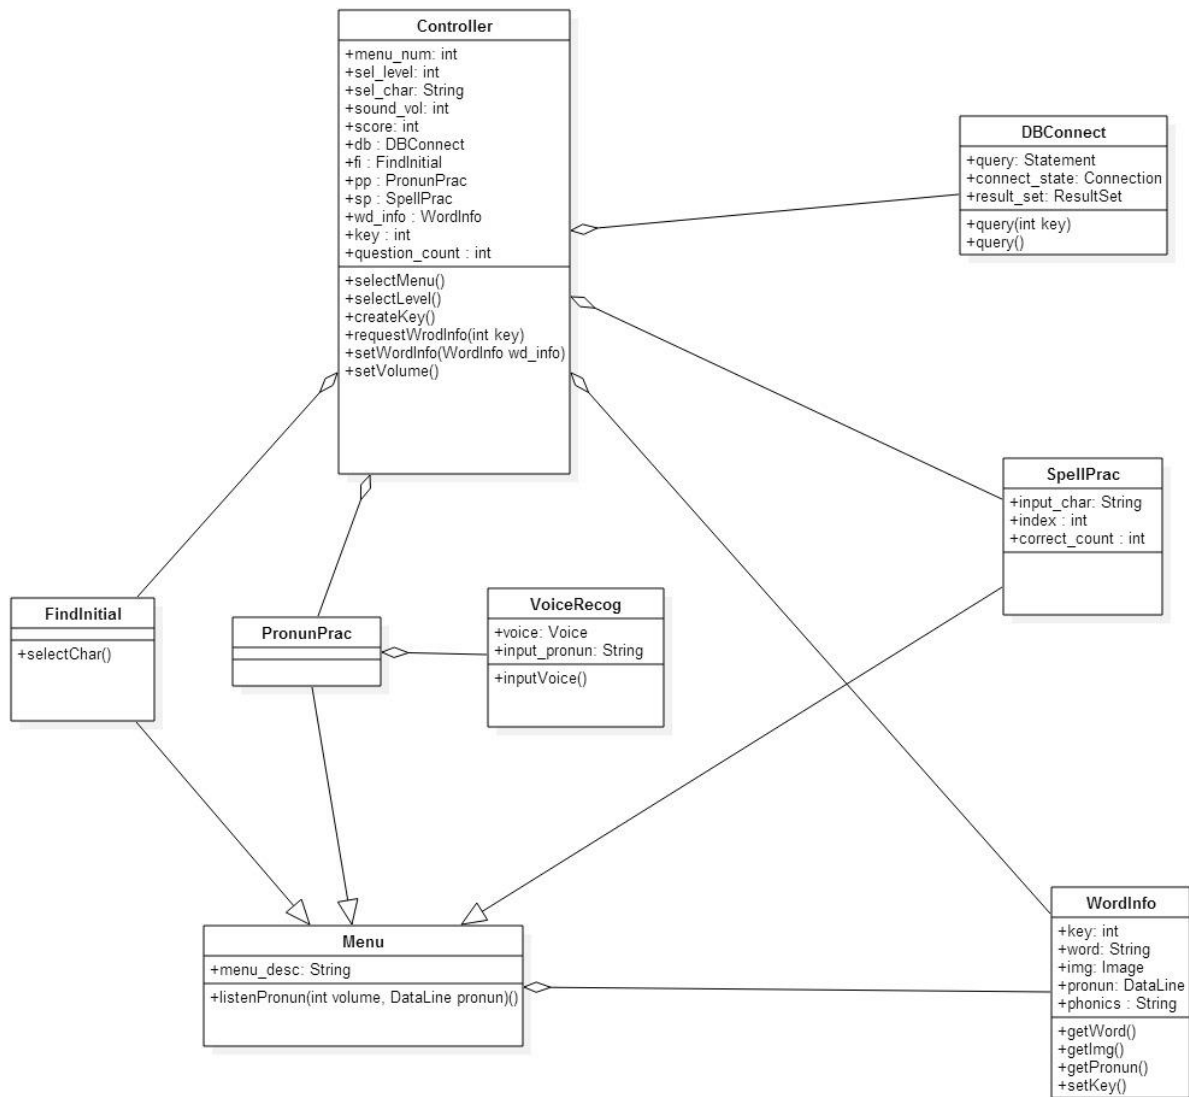 Controller
+menu_num: int
+sel_level: int
+sel_char: String
+sound_vol: int
+score: int
+db : DBConnect
+fi : FindInitial
+pp : PronunPrac
+sp : SpellPrac
+wd_info : WordInfo
+key : int
+question_count : int
+selectMenu()
+selectLevel()
+createKey()
+requestWrodInfo(int key)
+setWordInfo(WordInfo wd_info)
+setVolume()
DBConnect
+query: Statement
+connect_state: Connection
+result_set: ResultSet
+query(int key)
+query()
SpellPrac
+input_char: String
+index : int
+correct_count : int
FindInitial
+selectChar()
PronunPrac
VoiceRecog
+voice: Voice
+input_pronun: String
+inputVoice()
Menu
+menu_desc: String
+listenPronun(int volume, DataLine pronun)()
WordInfo
+key: int
+word: String
+img: Image
+pronun: DataLine
+phonics : String
+getWord()
+getImg()
+getPronun()
+setKey()